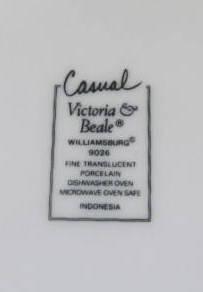 Casual
Victoria &
Beale®
WILLIAMSBURG©
9026
FINE TRANSLUCENT
PORCELAIN
DISHWASHER OVEN
MICROWAVE OVEN SAFE
INDONESIA